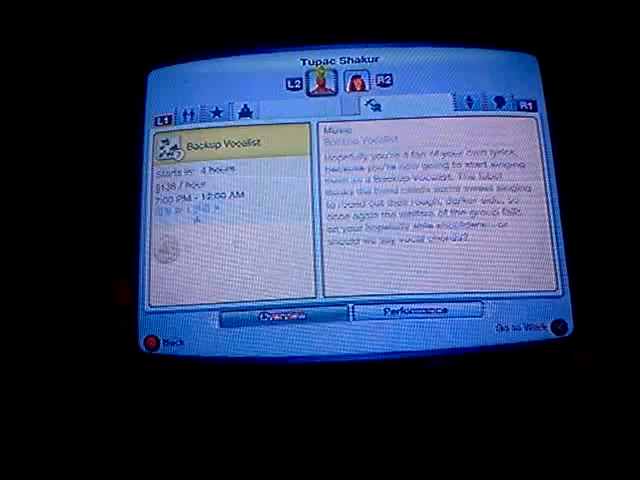 Tupac Shakur
L2 R2
L1 R1
Backup Vocalist
Starts in: 4 hours
§138 / hour
7:00 PM - 12:00 AM
Music
Backup Vocalist
Hopefully you're a fan of your own lyrics
because you're now going to start singing
them as a Backup Vocalist. The label
thinks the band needs some sweet singing
to round out their rough, darker side, so
once again the welfare of the group falls
on your hopefully able shoulders...or
should we say vocal chords?
Overview Performance
Back Go to Work